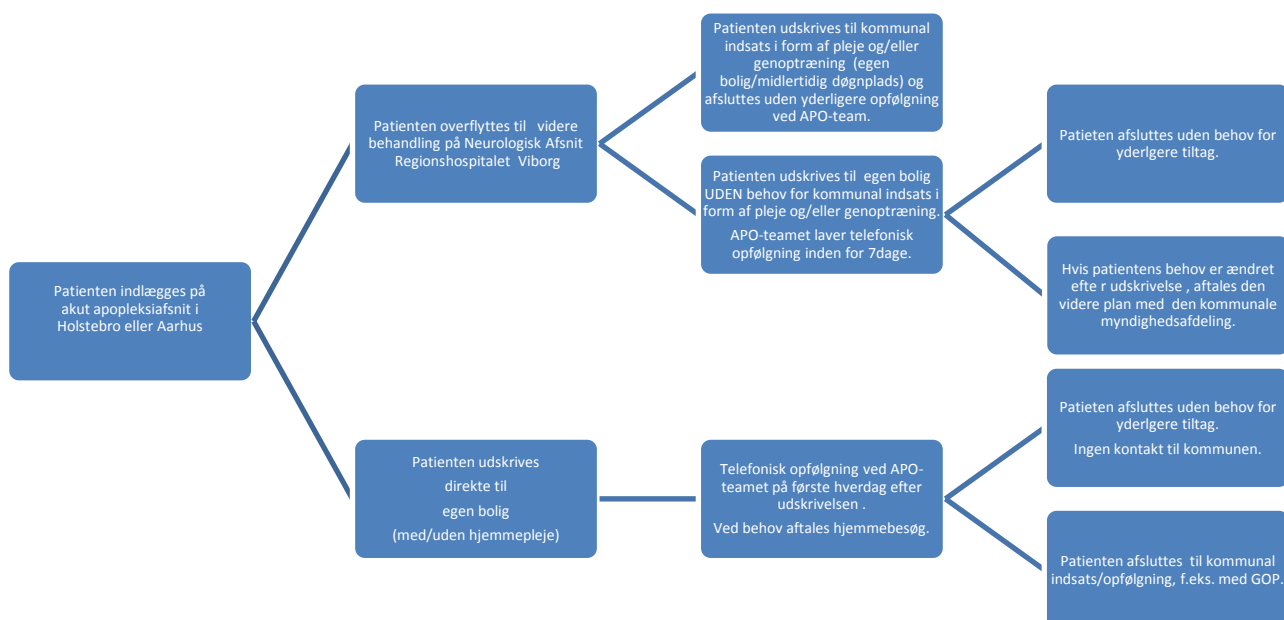 Patienten indlægges på
akut apopleksiafsnit i
Holstebro eller Aarhus
Patienten overflyttes til videre
behandling på Neurologisk Afsnit
Regionshospitalet Viborg
Patienten udskrives til kommunal
indsats i form af pleje og/eller
genoptræning (egen
bolig/midlertidig døgnplads) og
afsluttes uden yderligere opfølgning
ved APO-team.
Patienten udskrives til egen bolig
UDEN behov for kommunal indsats i
form af pleje og/eller genoptræning.
APO-teamet laver telefonisk
opfølgning inden for 7dage.
Patieten afsluttes uden behov for
yderlgere tiltag.
Hvis patientens behov er ændret
efte r udskrivelse , aftales den
videre plan med den kommunale
myndighedsafdeling.
Patienten udskrives
direkte til
egen bolig
(med/uden hjemmepleje)
Telefonisk opfølgning ved APO-
teamet på første hverdag efter
udskrivelsen .
Ved behov aftales hjemmebesøg.
Patieten afsluttes uden behov for
yderlgere tiltag.
Ingen kontakt til kommunen.
Patienten afsluttes til kommunal
indsats/opfølgning, f.eks. med GOP.